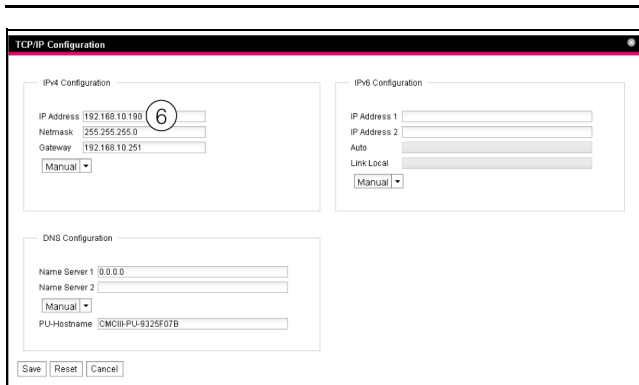 TCP/IP Configuration
IPv4 Configuration
IP Address 192.168.10.190 6
Netmask 255.255.255.0
Gateway 192.168.10.251
Manual
IPv6 Configuration
IP Address 1
IP Address 2
Auto
Link Local
Manual
DNS Configuration
Name Server 1 0.0.0.0
Name Server 2
Manual
PU-Hostname CMCIII-PU-9325F07B
Save Reset Cancel